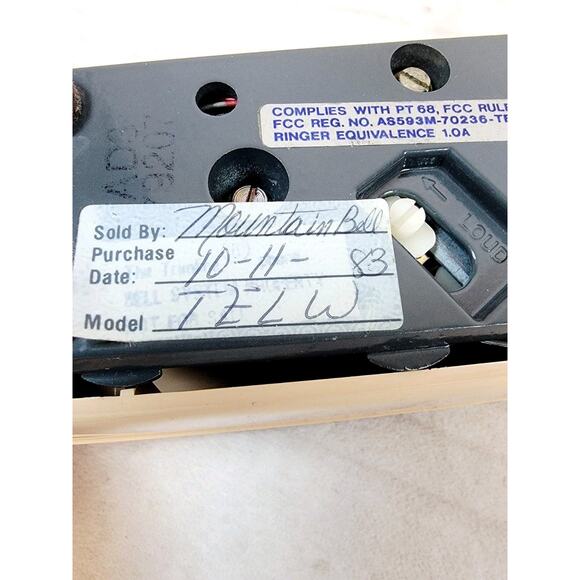 COMPLIES WITH PT 68, FCC RULE
FCC REG. NO. AS593M-70236-TE
RINGER EQUIVALENCE 1.0A
LOUD
Sold By: Mountain Bell
Purchase
Date: 10-11-83
Model TELW